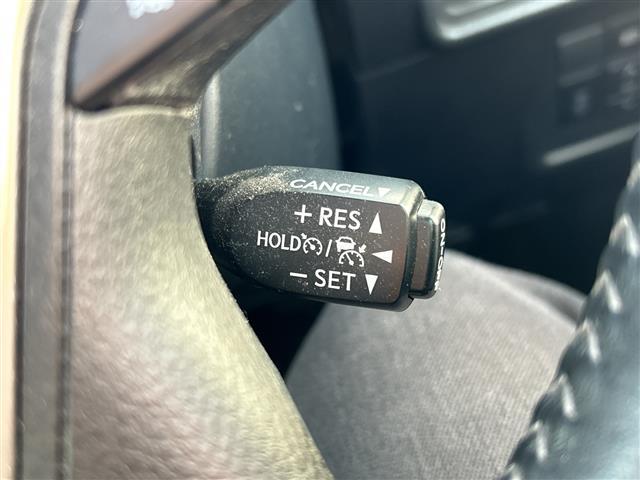 CANCEL▼
+ RES ▲
HOLD / ◀
− SET ▼
ON-OFF